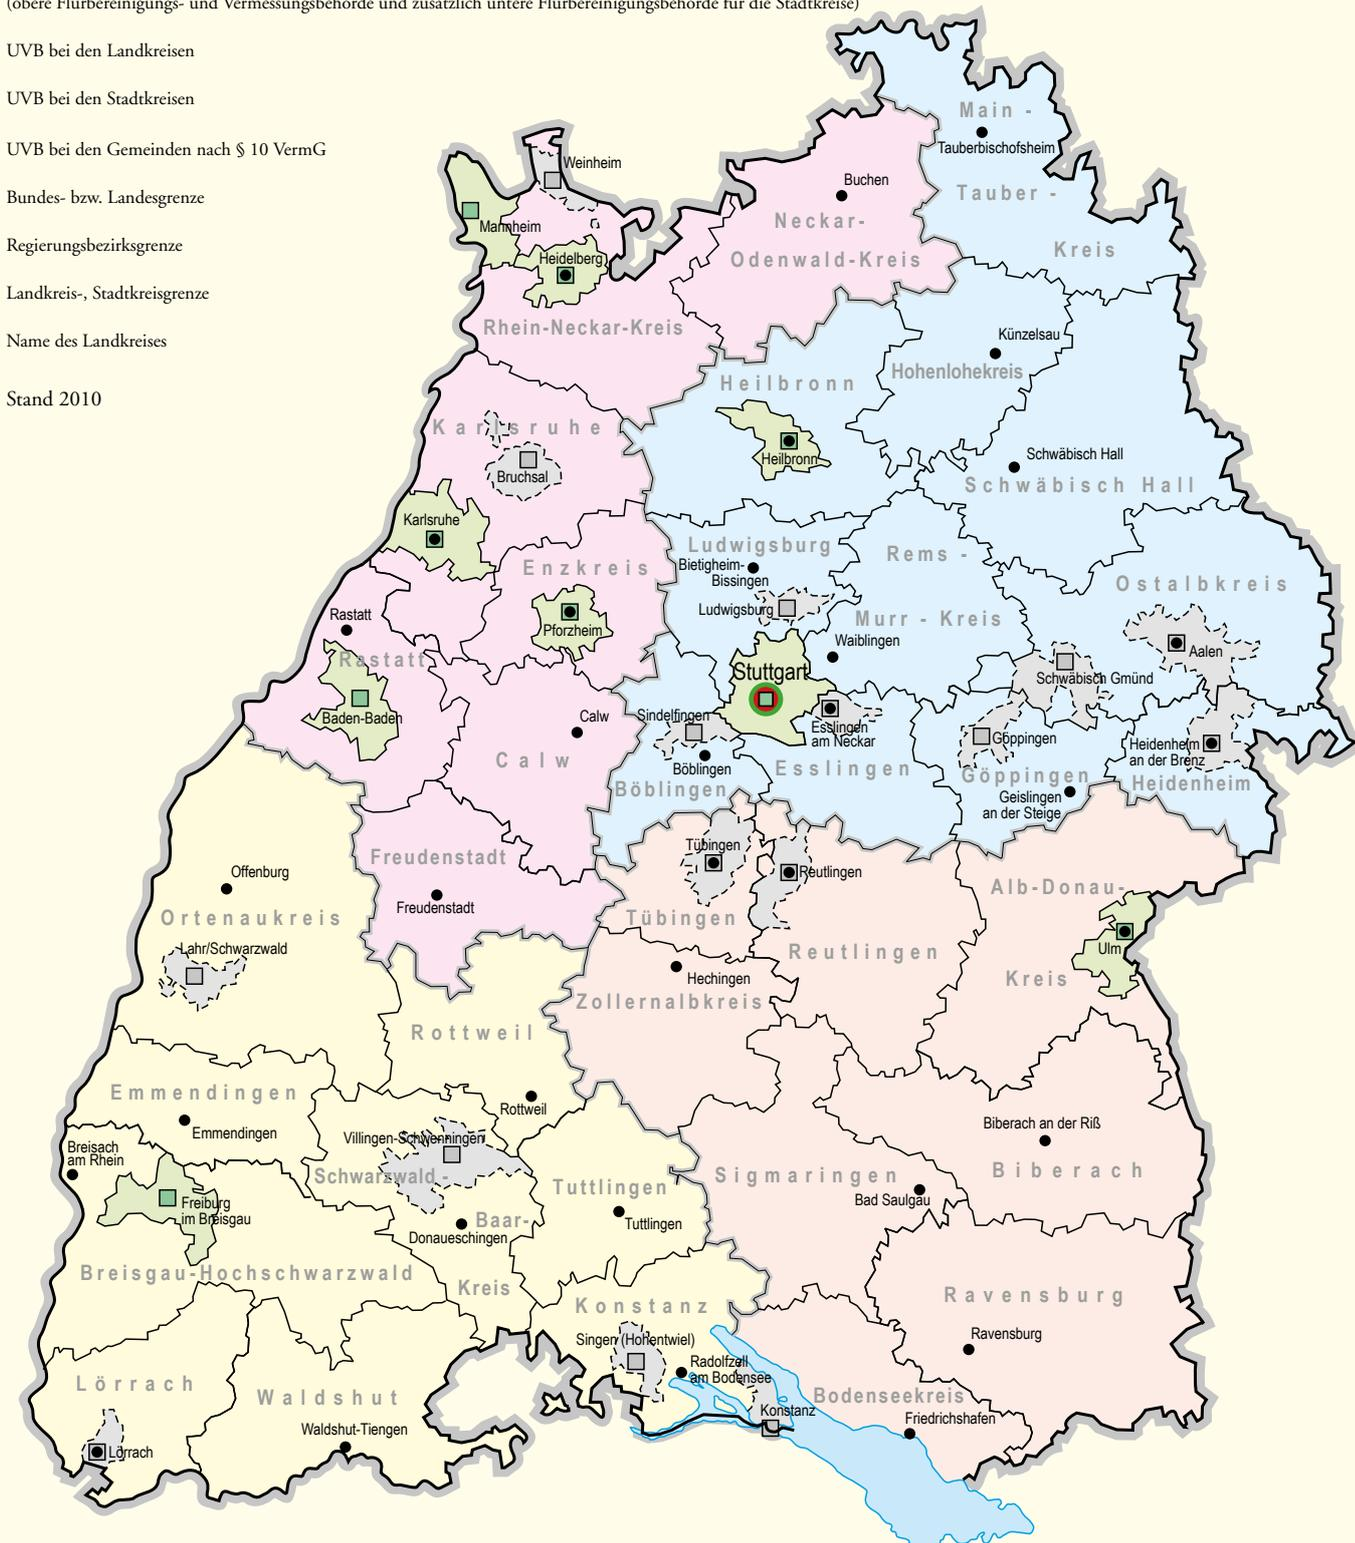 (obere Flurbereinigungs- und Vermessungsbehörde und zusätzlich untere Flurbereinigungsbehörde für die Stadtkreise)
UVB bei den Landkreisen
UVB bei den Stadtkreisen
UVB bei den Gemeinden nach § 10 VermG
Bundes- bzw. Landesgrenze
Regierungsbezirksgrenze
Landkreis-, Stadtkreisgrenze
Name des Landkreises
Stand 2010
Main -
Tauberbischofsheim
Tauber -
Kreis
Weinheim
Buchen
Mannheim
Neckar-
Odenwald-Kreis
Heidelberg
Rhein-Neckar-Kreis
Künzelsau
Hohenlohekreis
Heilbronn
Heilbronn
Karlsruhe
Bruchsal
Schwäbisch Hall
Schwäbisch Hall
Karlsruhe
Ludwigsburg
Bietigheim-
Bissingen
Ludwigsburg
Rems -
Murr - Kreis
Waiblingen
Enzkreis
Pforzheim
Ostalbkreis
Aalen
Schwäbisch Gmünd
Rastatt
Rastatt
Baden-Baden
Stuttgart
Calw
Calw
Sindelfingen
Böblingen
Böblingen
Esslingen
am Neckar
Esslingen
Göppingen
Göppingen
Geislingen
an der Steige
Heidenheim
an der Brenz
Heidenheim
Freudenstadt
Freudenstadt
Tübingen
Tübingen
Reutlingen
Reutlingen
Alb-Donau-
Kreis
Ulm
Offenburg
Ortenaukreis
Lahr/Schwarzwald
Hechingen
Zollernalbkreis
Rottweil
Rottweil
Emmendingen
Emmendingen
Breisach
am Rhein
Freiburg
im Breisgau
Villingen-Schwenningen
Schwarzwald -
Baar-
Donaueschingen
Kreis
Tuttlingen
Tuttlingen
Sigmaringen
Bad Saulgau
Biberach an der Riß
Biberach
Breisgau-Hochschwarzwald
Konstanz
Singen (Hohentwiel)
Radolfzell
am Bodensee
Konstanz
Ravensburg
Ravensburg
Bodenseekreis
Friedrichshafen
Lörrach
Lörrach
Waldshut
Waldshut-Tiengen